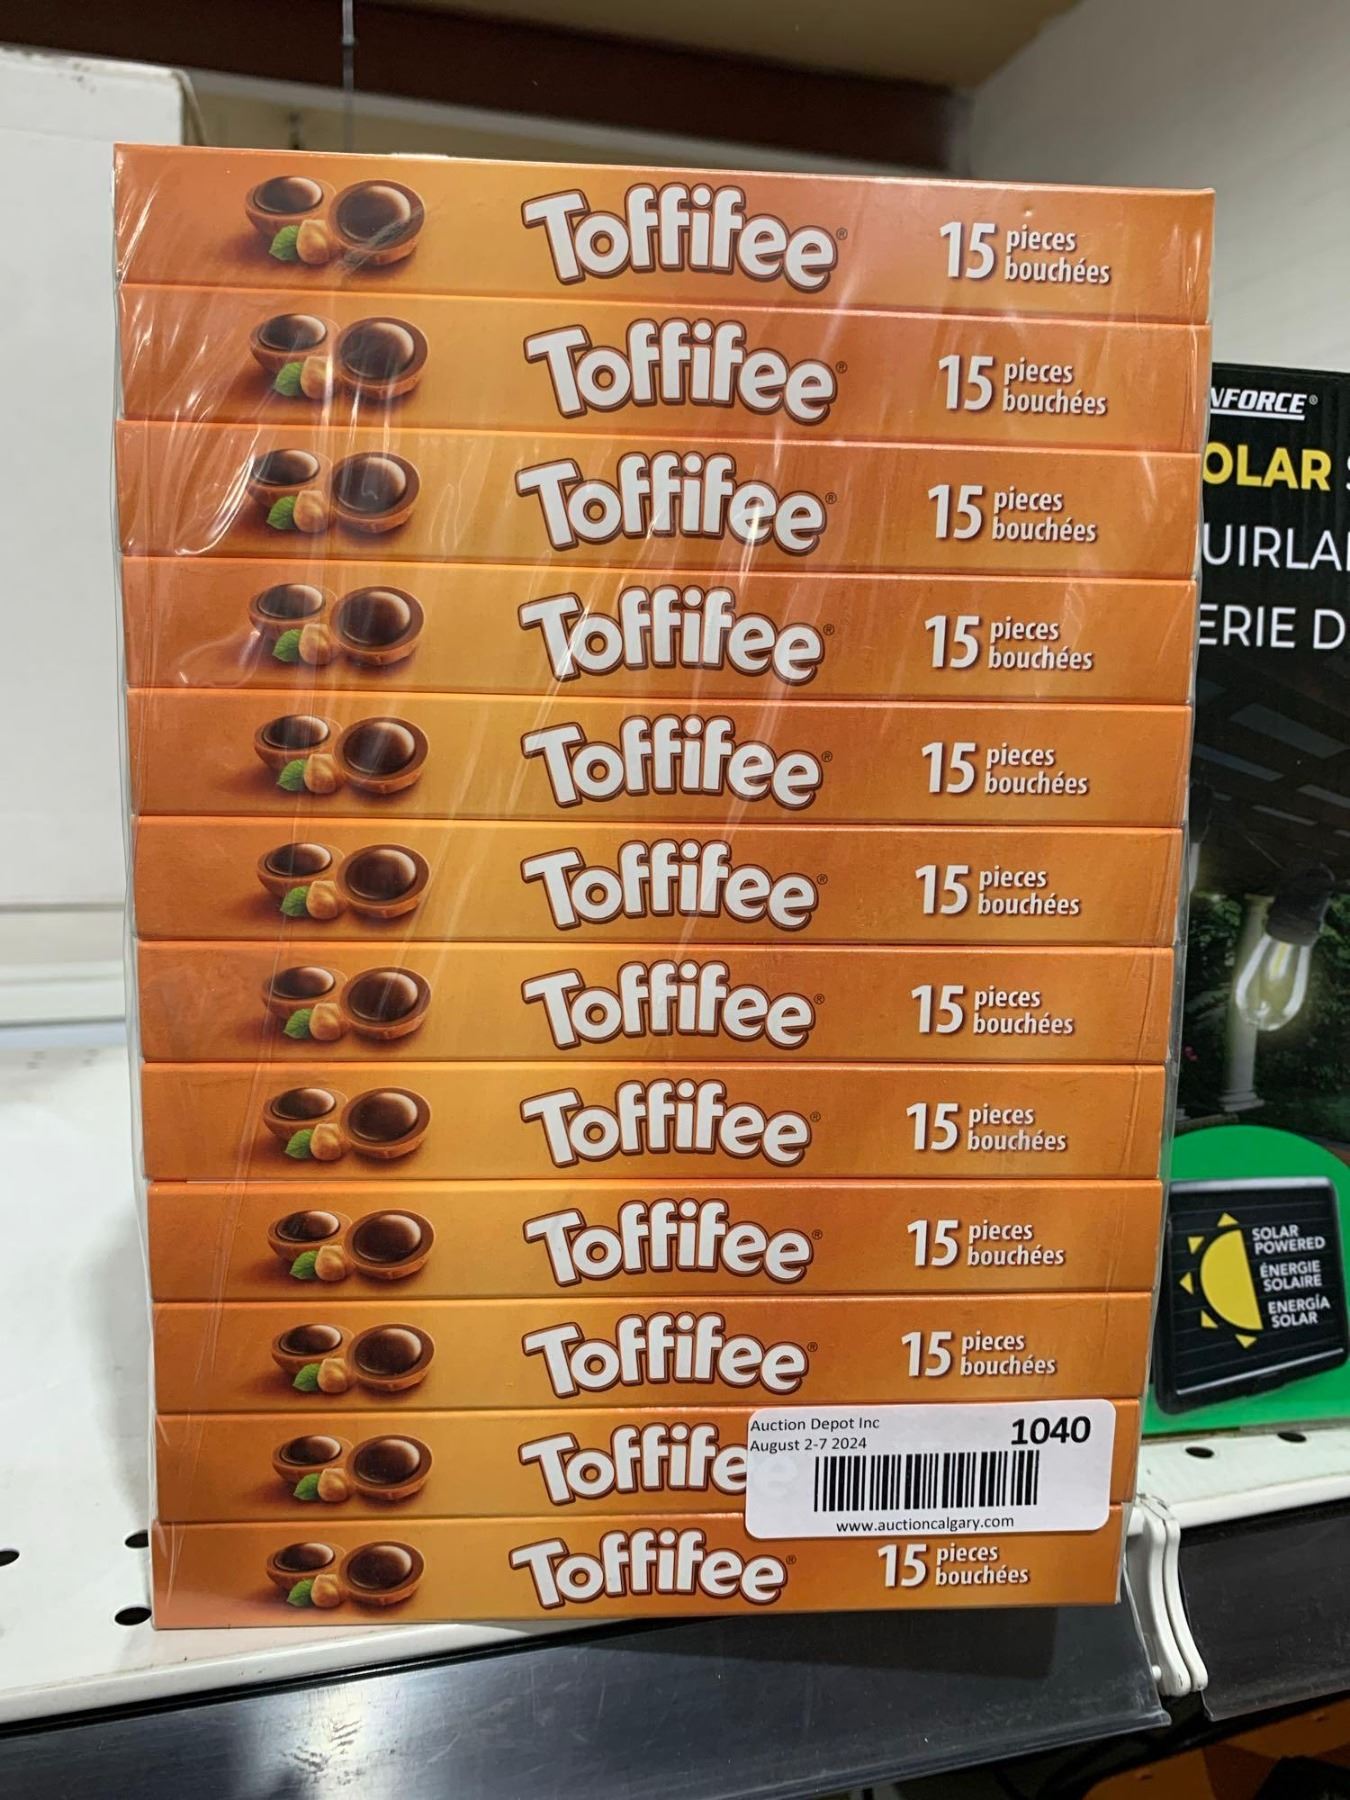 Toffifee® 15 pieces
bouchées
Toffifee® 15 pieces
bouchées
Toffifee® 15 pieces
bouchées
Toffifee® 15 pieces
bouchées
Toffifee® 15 pieces
bouchées
Toffifee® 15 pieces
bouchées
Toffifee® 15 pieces
bouchées
Toffifee® 15 pieces
bouchées
Toffifee® 15 pieces
bouchées
Toffifee® 15 pieces
bouchées
Toffife
Auction Depot Inc 1040
August 2-7 2024
www.auctioncalgary.com
Toffifee® 15 pieces
bouchées
NFORCE®
OLAR
UIRLA
ERIE D
SOLAR
POWERED
ÉNERGIE
SOLAIRE
ENERGÍA
SOLAR